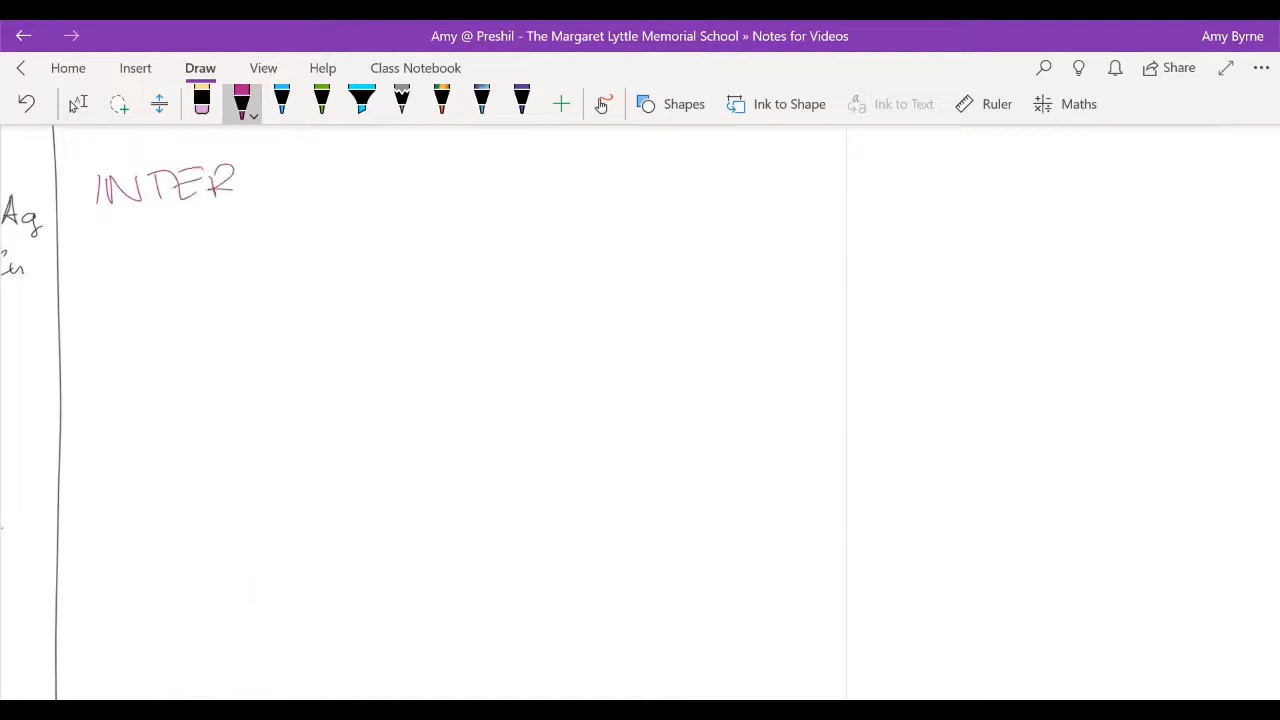 Amy @ Preshil - The Margaret Lyttle Memorial School » Notes for Videos
Amy Byrne
Home Insert Draw View Help Class Notebook Share
Shapes Ink to Shape Ink to Text Ruler Maths
INTER
Ag